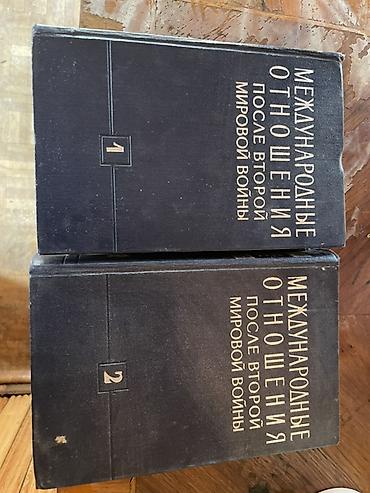 МЕЖДУНАРОДНЫЕ
ОТНОШЕНИЯ
ПОСЛЕ ВТОРОЙ
МИРОВОЙ ВОЙНЫ
1
МЕЖДУНАРОДНЫЕ
ОТНОШЕНИЯ
ПОСЛЕ ВТОРОЙ
МИРОВОЙ ВОЙНЫ
2